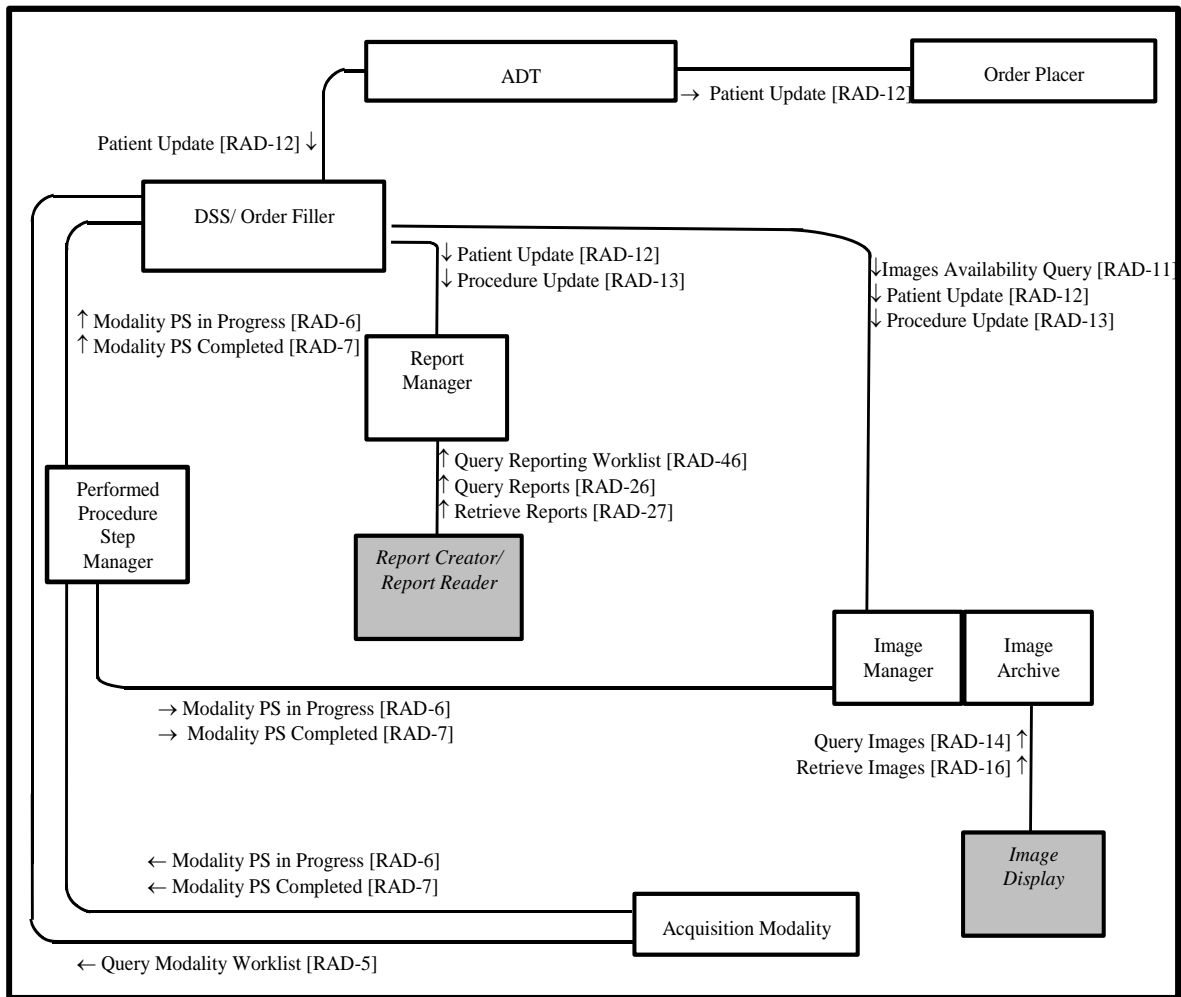 ADT
Order Placer
→ Patient Update [RAD-12]
Patient Update [RAD-12] ↓
DSS/ Order Filler
↓ Patient Update [RAD-12]
↓ Procedure Update [RAD-13]
↓Images Availability Query [RAD-11]
↓ Patient Update [RAD-12]
↓ Procedure Update [RAD-13]
↑ Modality PS in Progress [RAD-6]
↑ Modality PS Completed [RAD-7]
Report
Manager
↑ Query Reporting Worklist [RAD-46]
↑ Query Reports [RAD-26]
↑ Retrieve Reports [RAD-27]
Performed
Procedure
Step
Manager
Report Creator/
Report Reader
Image
Manager
Image
Archive
→ Modality PS in Progress [RAD-6]
→ Modality PS Completed [RAD-7]
Query Images [RAD-14] ↑
Retrieve Images [RAD-16] ↑
Image
Display
← Modality PS in Progress [RAD-6]
← Modality PS Completed [RAD-7]
Acquisition Modality
← Query Modality Worklist [RAD-5]